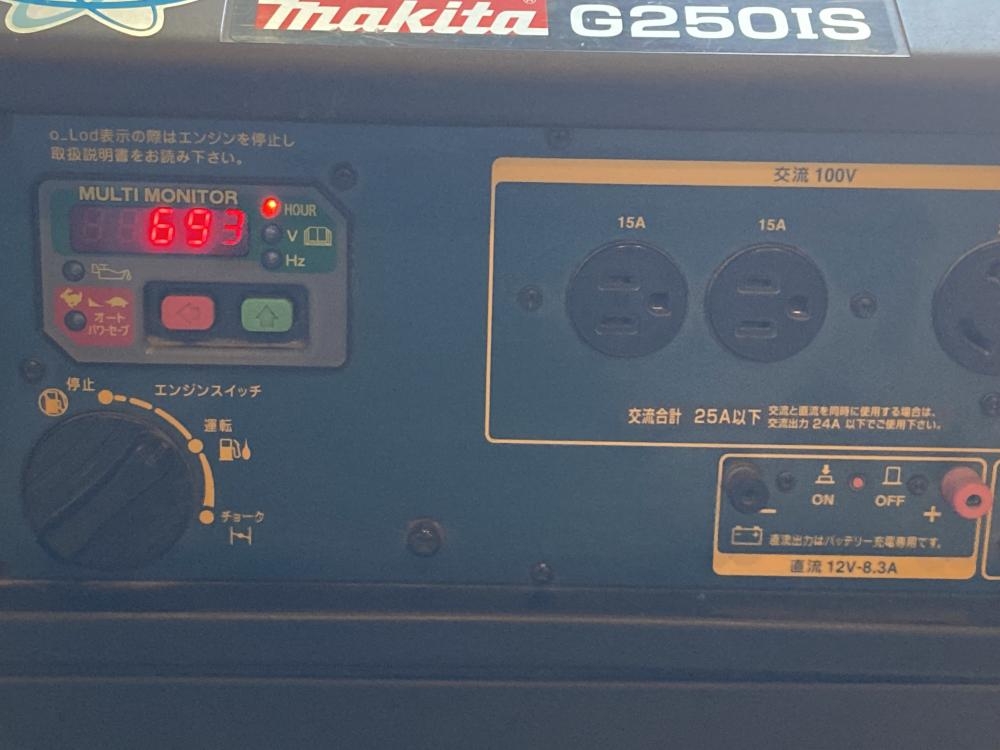 makita® G250IS
o_Lod表示の際はエンジンを停止し
取扱説明書をお読み下さい。
MULTI MONITOR
693
HOUR
V
Hz
オート
パワーセーブ
停止
エンジンスイッチ
運転
チョーク
交流 100V
15A
15A
交流合計 25A以下
交流と直流を同時に使用する場合は、
交流出力 24A 以下でご使用下さい。
ON
OFF
− +
直流出力はバッテリー充電専用です。
直流 12V-8.3A